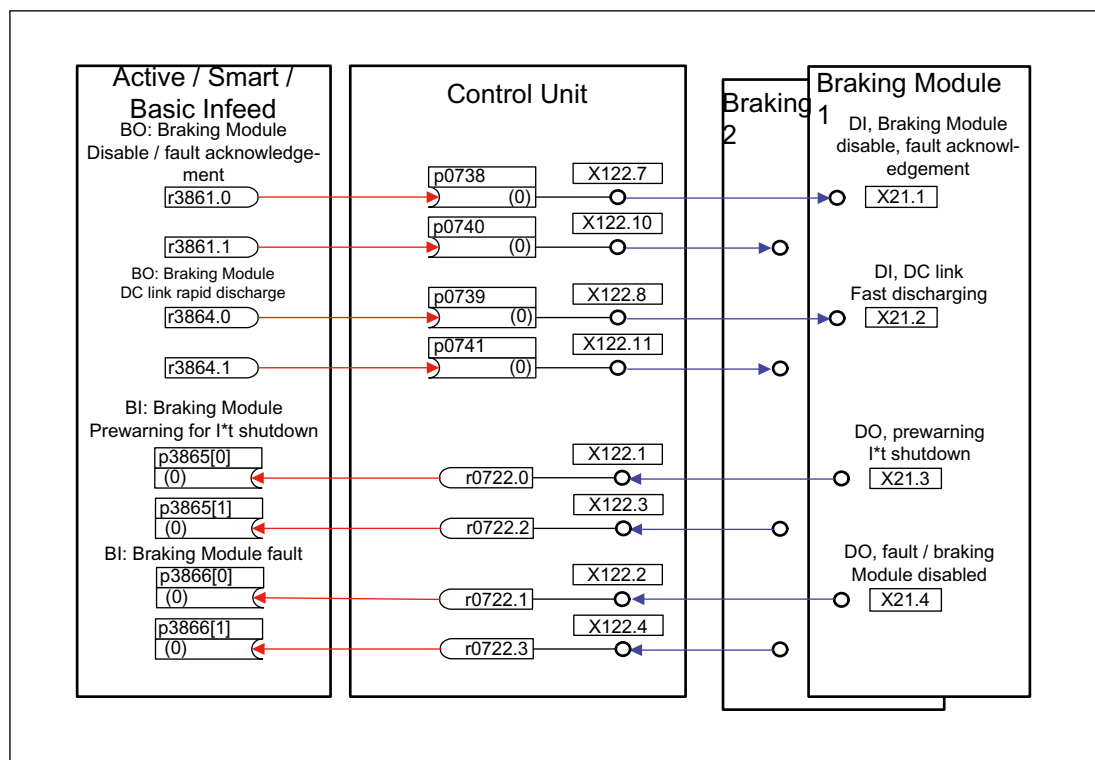 Active / Smart /
Basic Infeed
BO: Braking Module
Disable / fault acknowledge-
ment
r3861.0
r3861.1
BO: Braking Module
DC link rapid discharge
r3864.0
r3864.1
BI: Braking Module
Prewarning for I*t shutdown
p3865[0]
(0)
p3865[1]
(0)
BI: Braking Module fault
p3866[0]
(0)
p3866[1]
(0)
Control Unit
p0738
(0)
X122.7
p0740
(0)
X122.10
p0739
(0)
X122.8
p0741
(0)
X122.11
r0722.0
X122.1
r0722.2
X122.3
r0722.1
X122.2
r0722.3
X122.4
Braking
2
Braking Module
1
DI, Braking Module
disable, fault acknowl-
edgement
X21.1
DI, DC link
Fast discharging
X21.2
DO, prewarning
I*t shutdown
X21.3
DO, fault / braking
Module disabled
X21.4